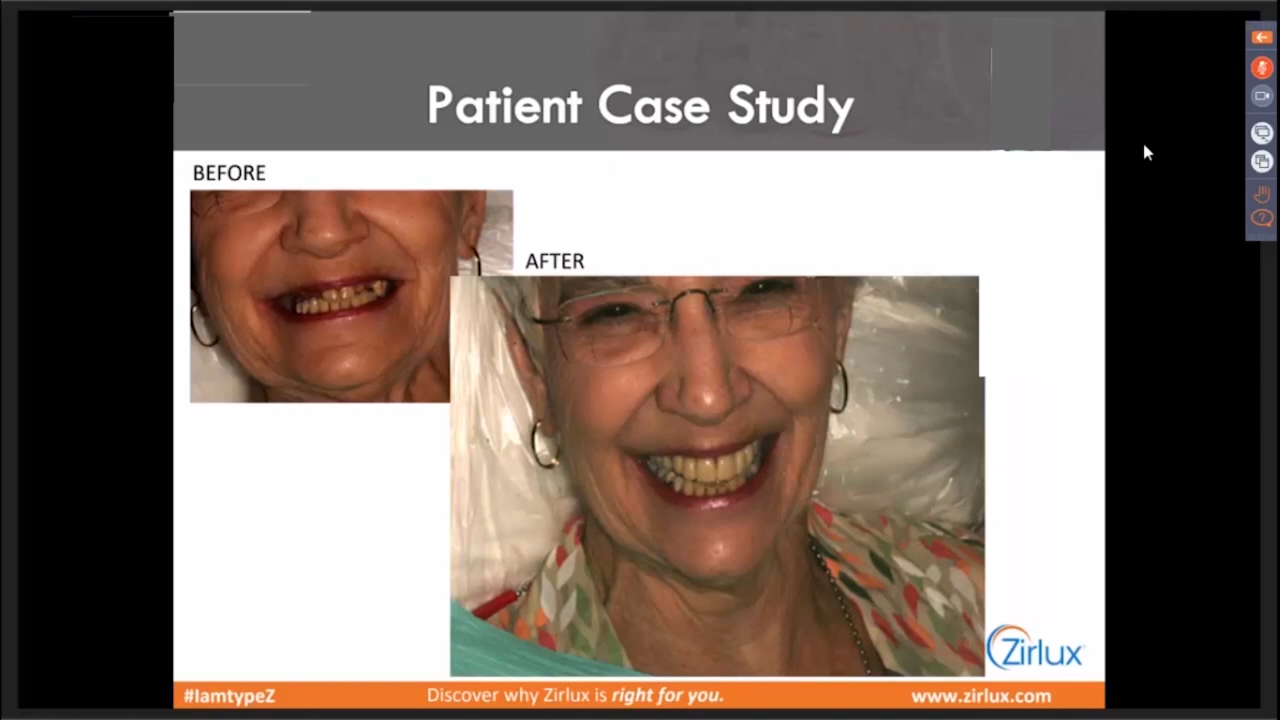 Patient Case Study
BEFORE
AFTER
Zirlux
#IamtypeZ
Discover why Zirlux is right for you.
www.zirlux.com